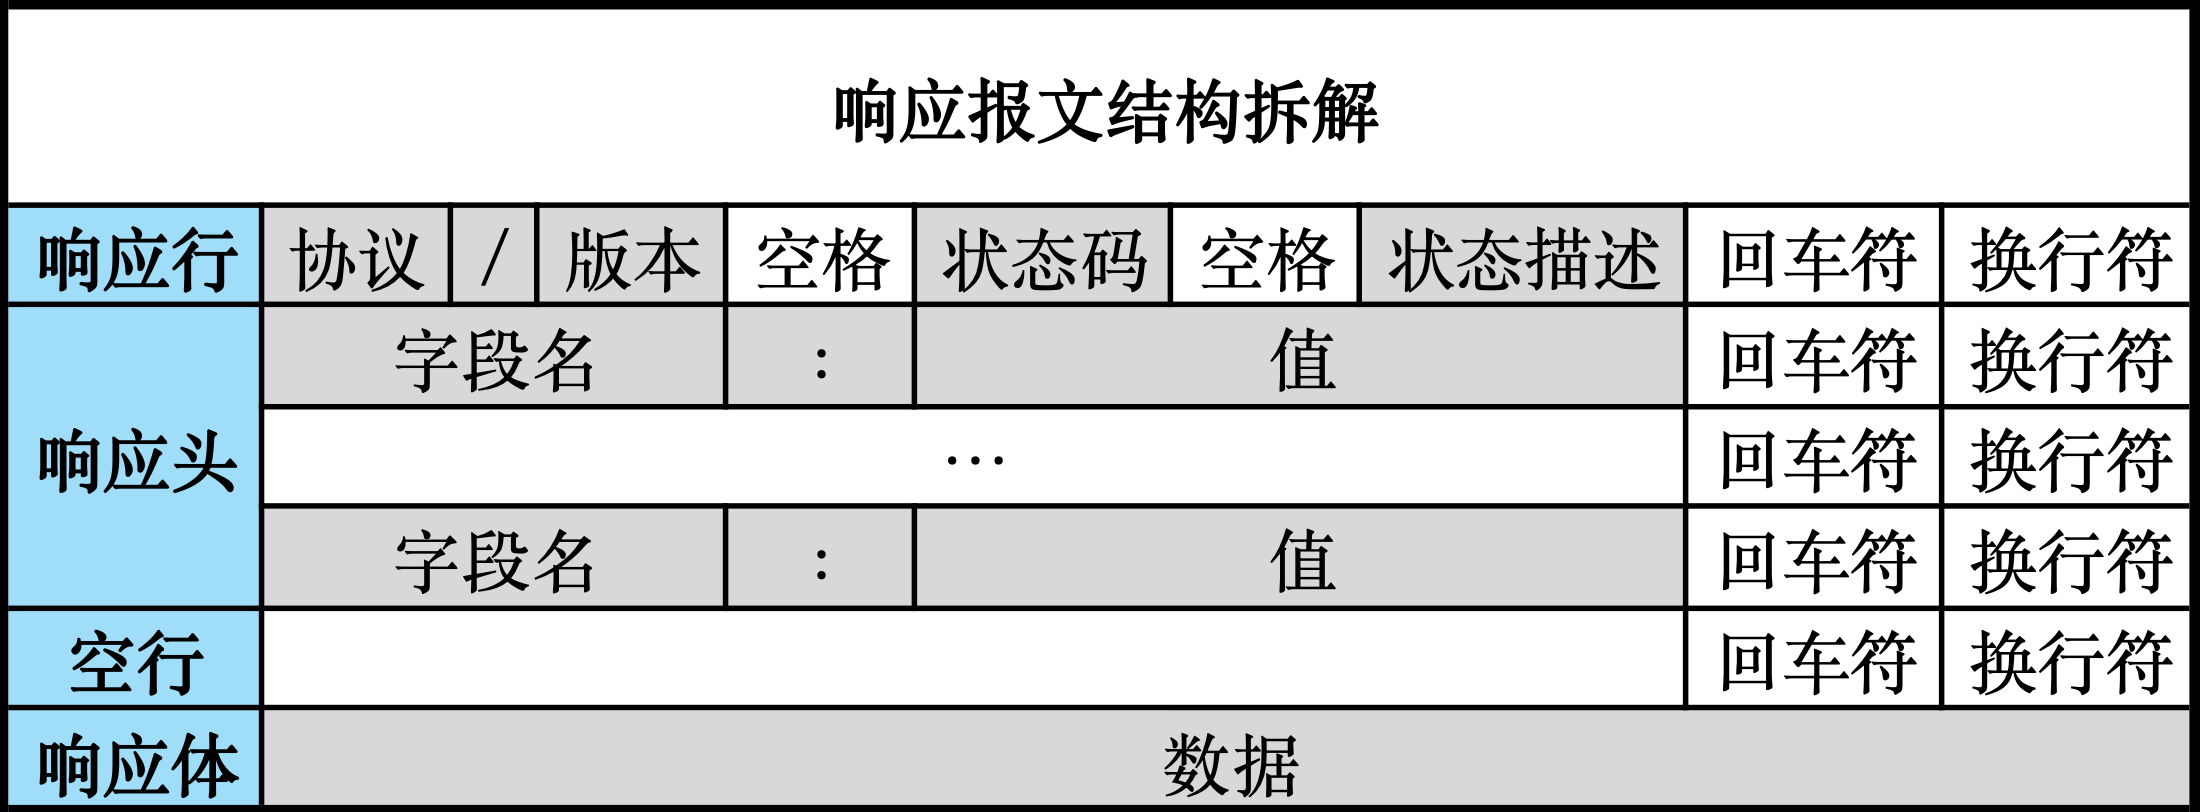 响应报文结构拆解
响应行 协议 / 版本 空格 状态码 空格 状态描述 回车符 换行符
字段名 : 值 回车符 换行符
响应头 … 回车符 换行符
字段名 : 值 回车符 换行符
空行 回车符 换行符
响应体 数据